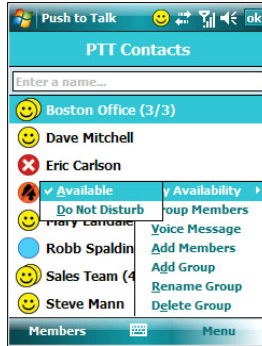 Push to Talk
ok
PTT Contacts
Enter a name...
Boston Office (3/3)
Dave Mitchell
Eric Carlson
✓ Available
y Availability
Do Not Disturb
roup Members
Mary Landale
Voice Message
Robb Spaldin
Add Members
Add Group
Sales Team (4
Rename Group
Steve Mann
Delete Group
Members
Menu